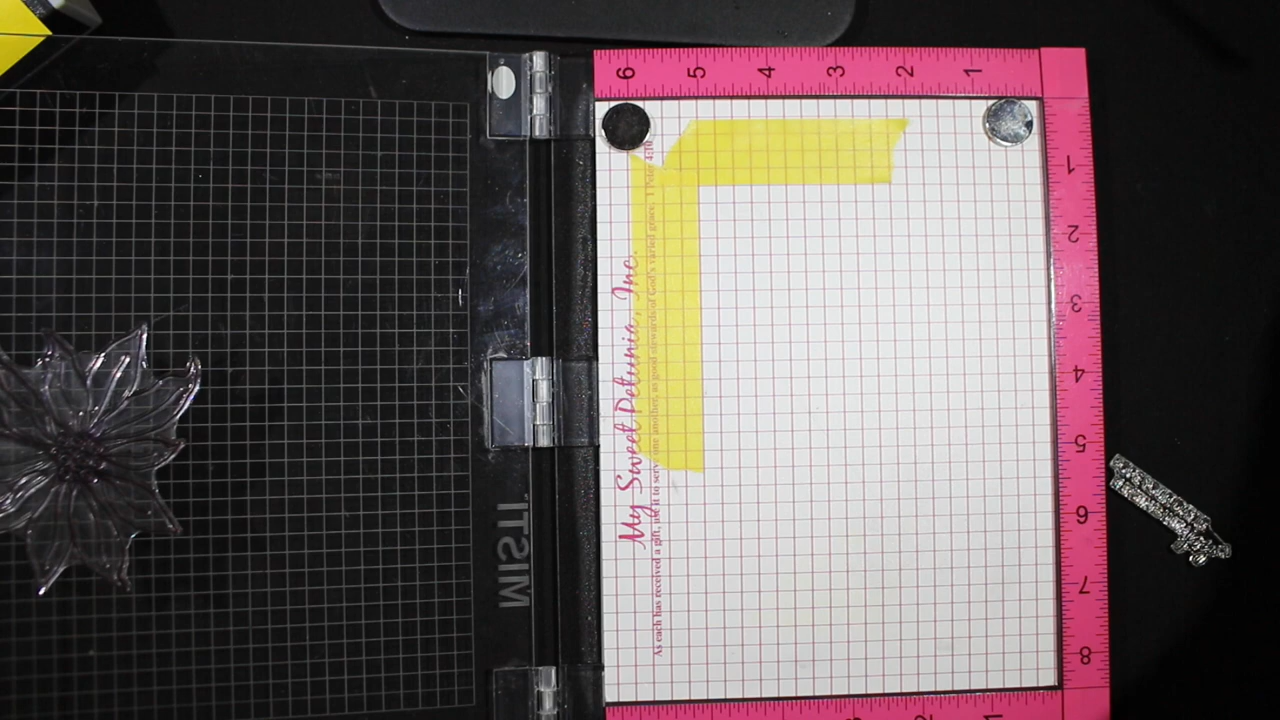 6 5 4 3 2 1
1
2
3
4
5
6
7
8
My Sweet Petunia, Inc.
As each has received a gift, use it to serve one another, as good stewards of God's varied grace. 1 Peter 4:10
MISTI
2 1